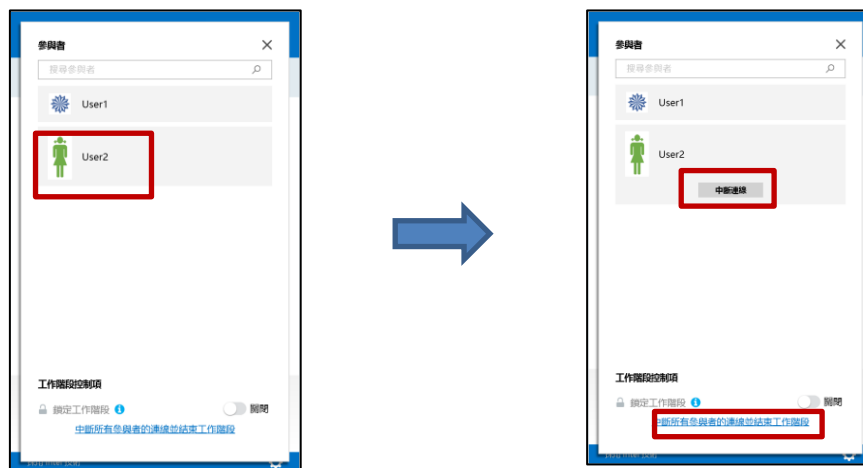 參與者
搜尋參與者
User1
User2
工作階段控制項
鎖定工作階段
關閉
中斷所有參與者的連線並結束工作階段
參與者
搜尋參與者
User1
User2
中斷連線
工作階段控制項
鎖定工作階段
關閉
中斷所有參與者的連線並結束工作階段